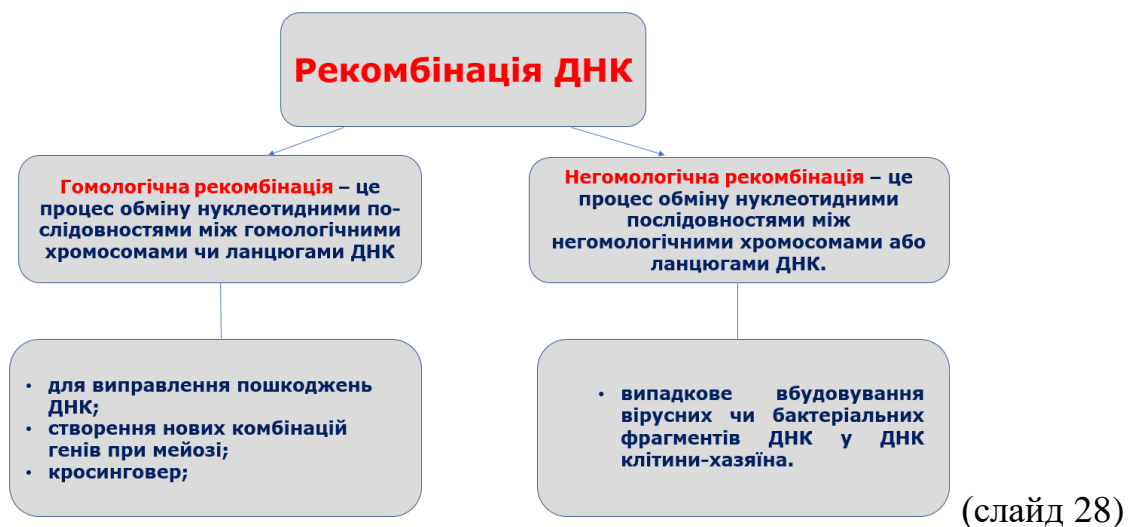 Рекомбінація ДНК
Гомологічна рекомбінація – це
процес обміну нуклеотидними по-
слідовностями між гомологічними
хромосомами чи ланцюгами ДНК
Негомологічна рекомбінація – це
процес обміну нуклеотидними
послідовностями між
негомологічними хромосомами або
ланцюгами ДНК.
• для виправлення пошкоджень
ДНК;
• створення нових комбінацій
генів при мейозі;
• кросинговер;
• випадкове вбудовування
вірусних чи бактеріальних
фрагментів ДНК у ДНК
клітини-хазяїна.
(слайд 28)